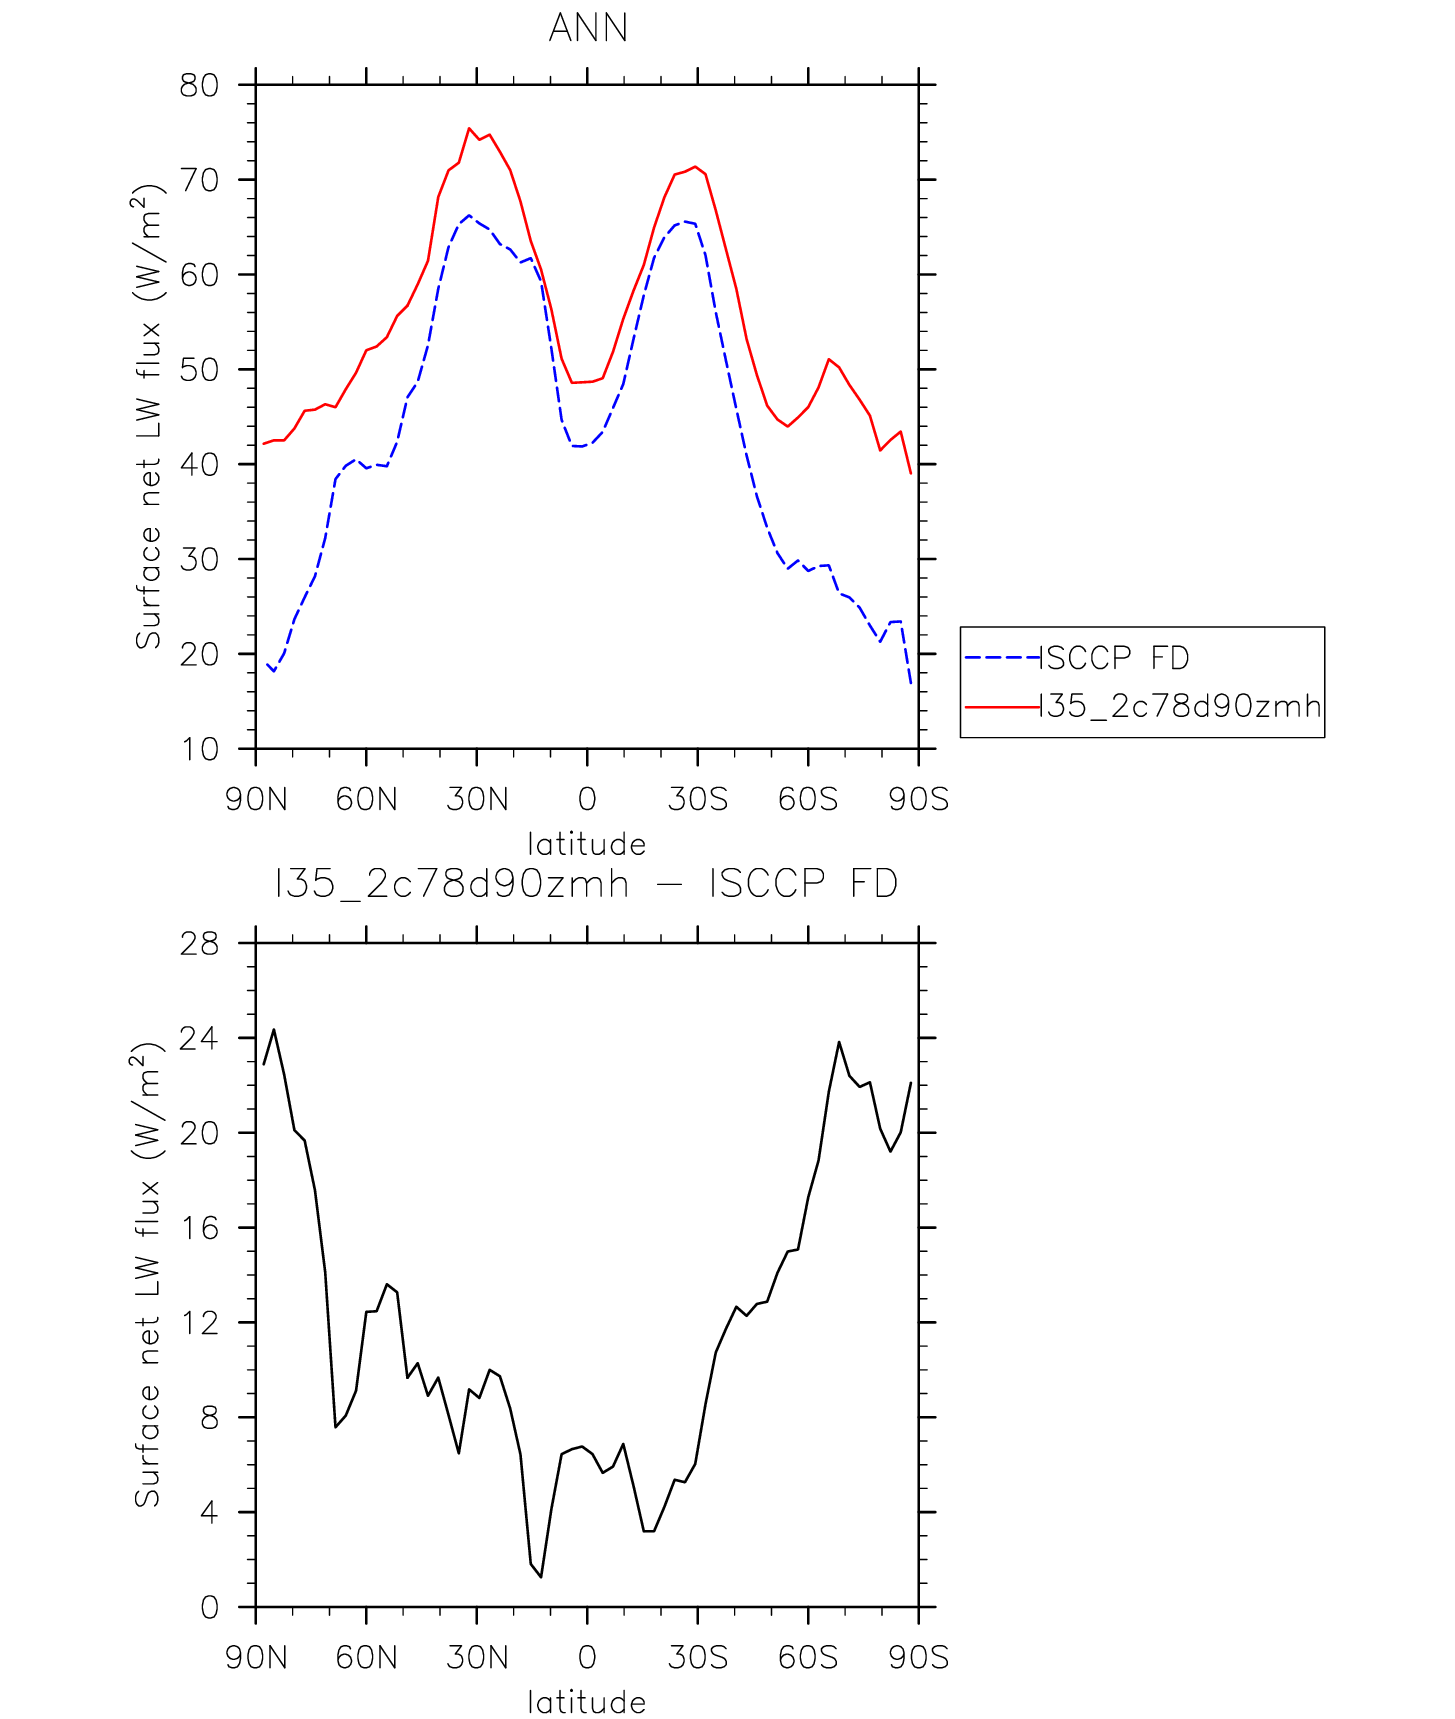 ANN
80
70
60
50
40
30
20
10
Surface net LW flux (W/m²)
90N 60N 30N 0 30S 60S 90S
latitude
ISCCP FD
I35_2c78d90zmh
I35_2c78d90zmh – ISCCP FD
28
24
20
16
12
8
4
0
Surface net LW flux (W/m²)
90N 60N 30N 0 30S 60S 90S
latitude